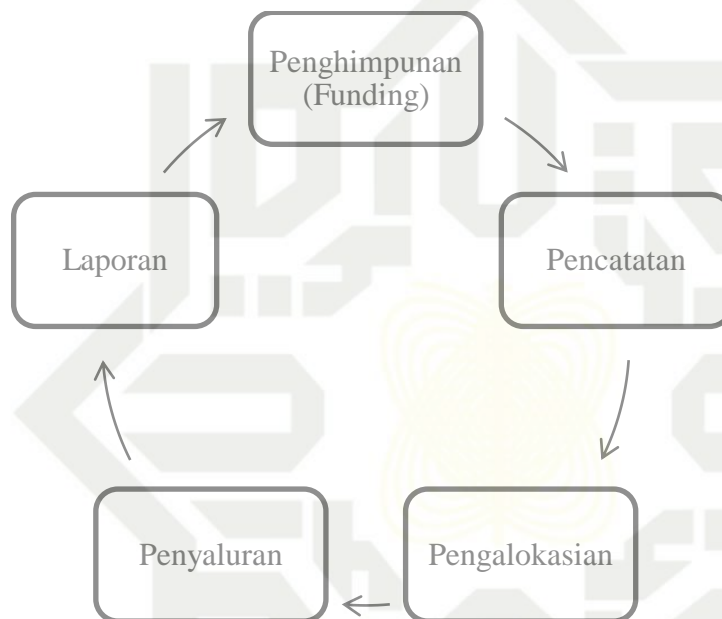 Penghimpunan
(Funding)
Laporan
Pencatatan
Penyaluran
Pengalokasian